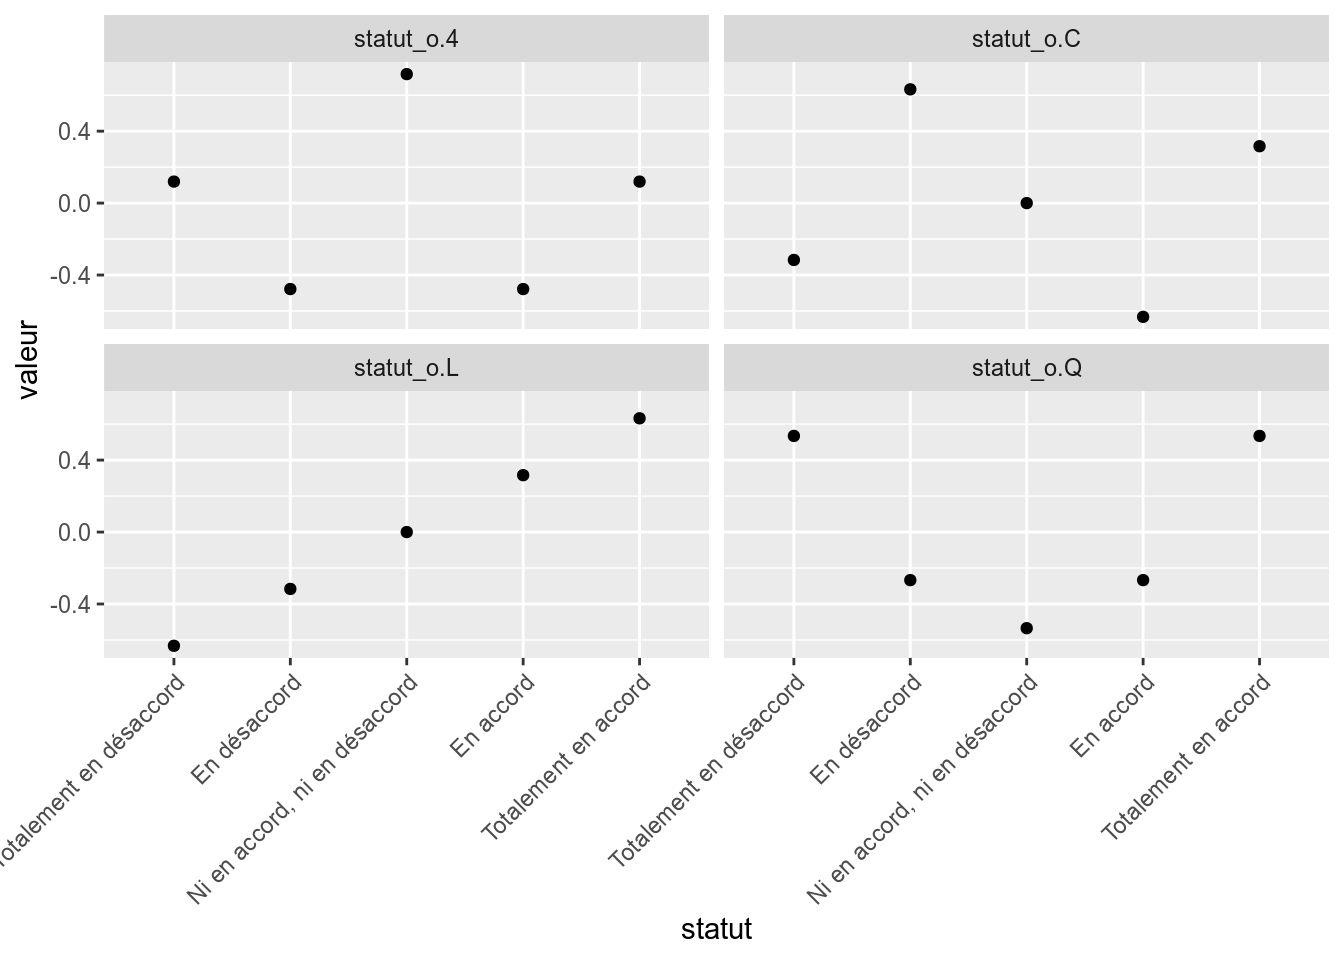 statut_o.4
statut_o.C
0.4
0.0
-0.4
valeur
statut_o.L
statut_o.Q
0.4
0.0
-0.4
Totalement en désaccord
En désaccord
Ni en accord, ni en désaccord
En accord
Totalement en accord
Totalement en désaccord
En désaccord
Ni en accord, ni en désaccord
En accord
Totalement en accord
statut